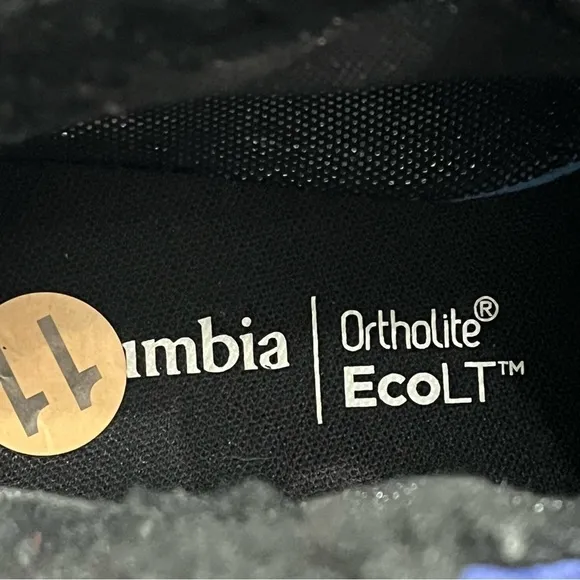 11
umbia
Ortholite®
EcoLT™